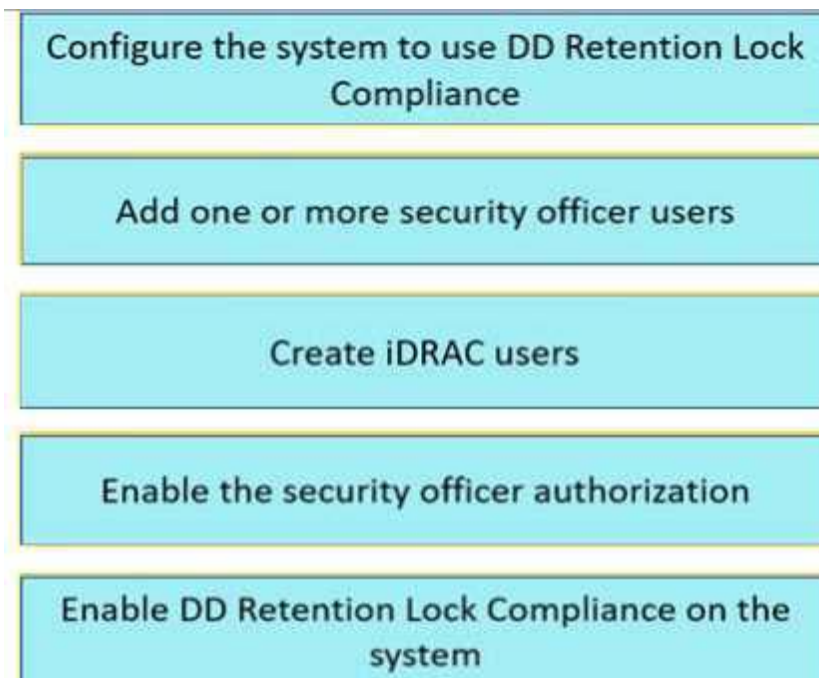 Configure the system to use DD Retention Lock
Compliance
Add one or more security officer users
Create iDRAC users
Enable the security officer authorization
Enable DD Retention Lock Compliance on the
system